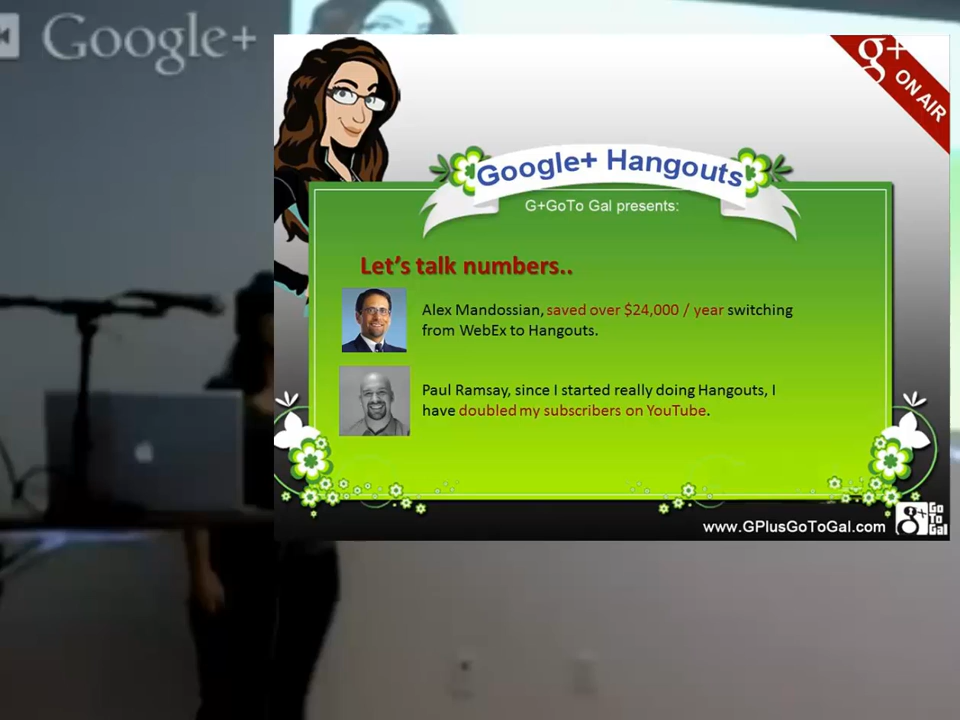 Google+
g+
ON AIR
Google+ Hangouts
G+GoTo Gal presents:
Let's talk numbers..
Alex Mandossian, saved over $24,000 / year switching
from WebEx to Hangouts.
Paul Ramsay, since I started really doing Hangouts, I
have doubled my subscribers on YouTube.
www.GPlusGoToGal.com
g+
Go
To
Gal